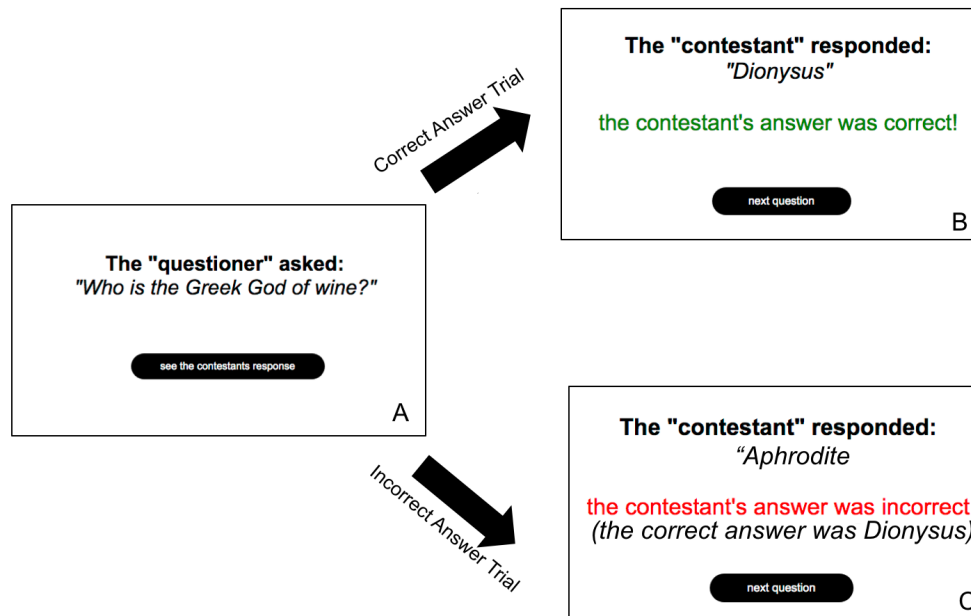 The "questioner" asked:
"Who is the Greek God of wine?"
see the contestants response
A
Correct Answer Trial
The "contestant" responded:
"Dionysus"
the contestant's answer was correct!
next question
B
Incorrect Answer Trial
The "contestant" responded:
“Aphrodite
the contestant's answer was incorrect
(the correct answer was Dionysus)
next question
C